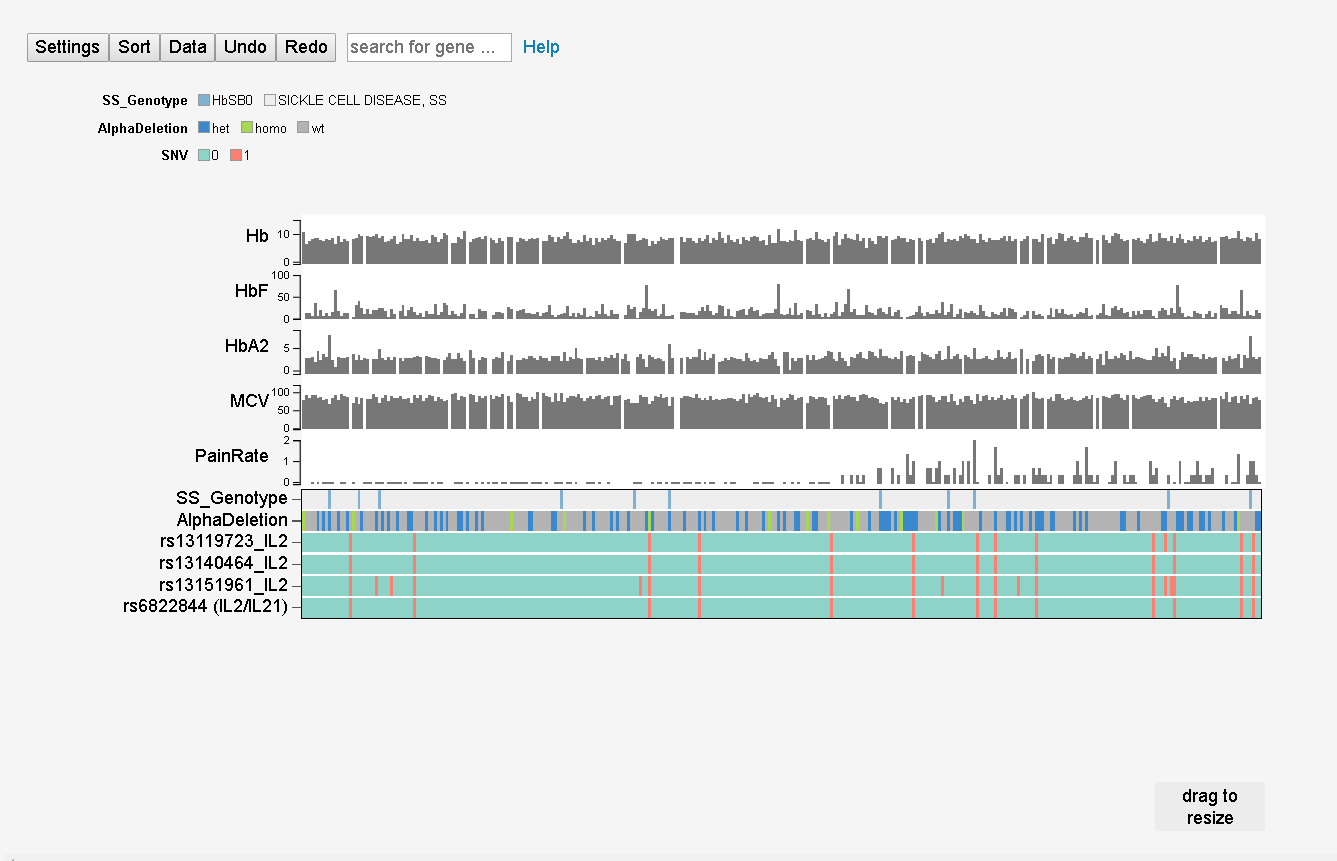 Settings Sort Data Undo Redo search for gene ... Help
SS_Genotype HbSB0 SICKLE CELL DISEASE, SS
AlphaDeletion het homo wt
SNV 0 1
Hb 10 0
HbF 100 50 0
HbA2 5 0
MCV 100 50 0
PainRate 2 1 0
SS_Genotype
AlphaDeletion
rs13119723_IL2
rs13140464_IL2
rs13151961_IL2
rs6822844 (IL2/IL21)
drag to
resize